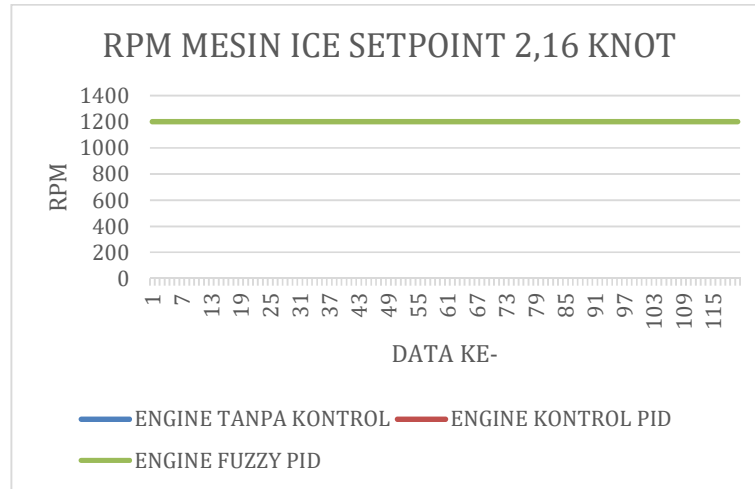 RPM MESIN ICE SETPOINT 2,16 KNOT
1400
1200
1000
800
600
400
200
0
RPM
1 7 13 19 25 31 37 43 49 55 61 67 73 79 85 91 97 103 109 115
DATA KE-
ENGINE TANPA KONTROL ENGINE KONTROL PID
ENGINE FUZZY PID